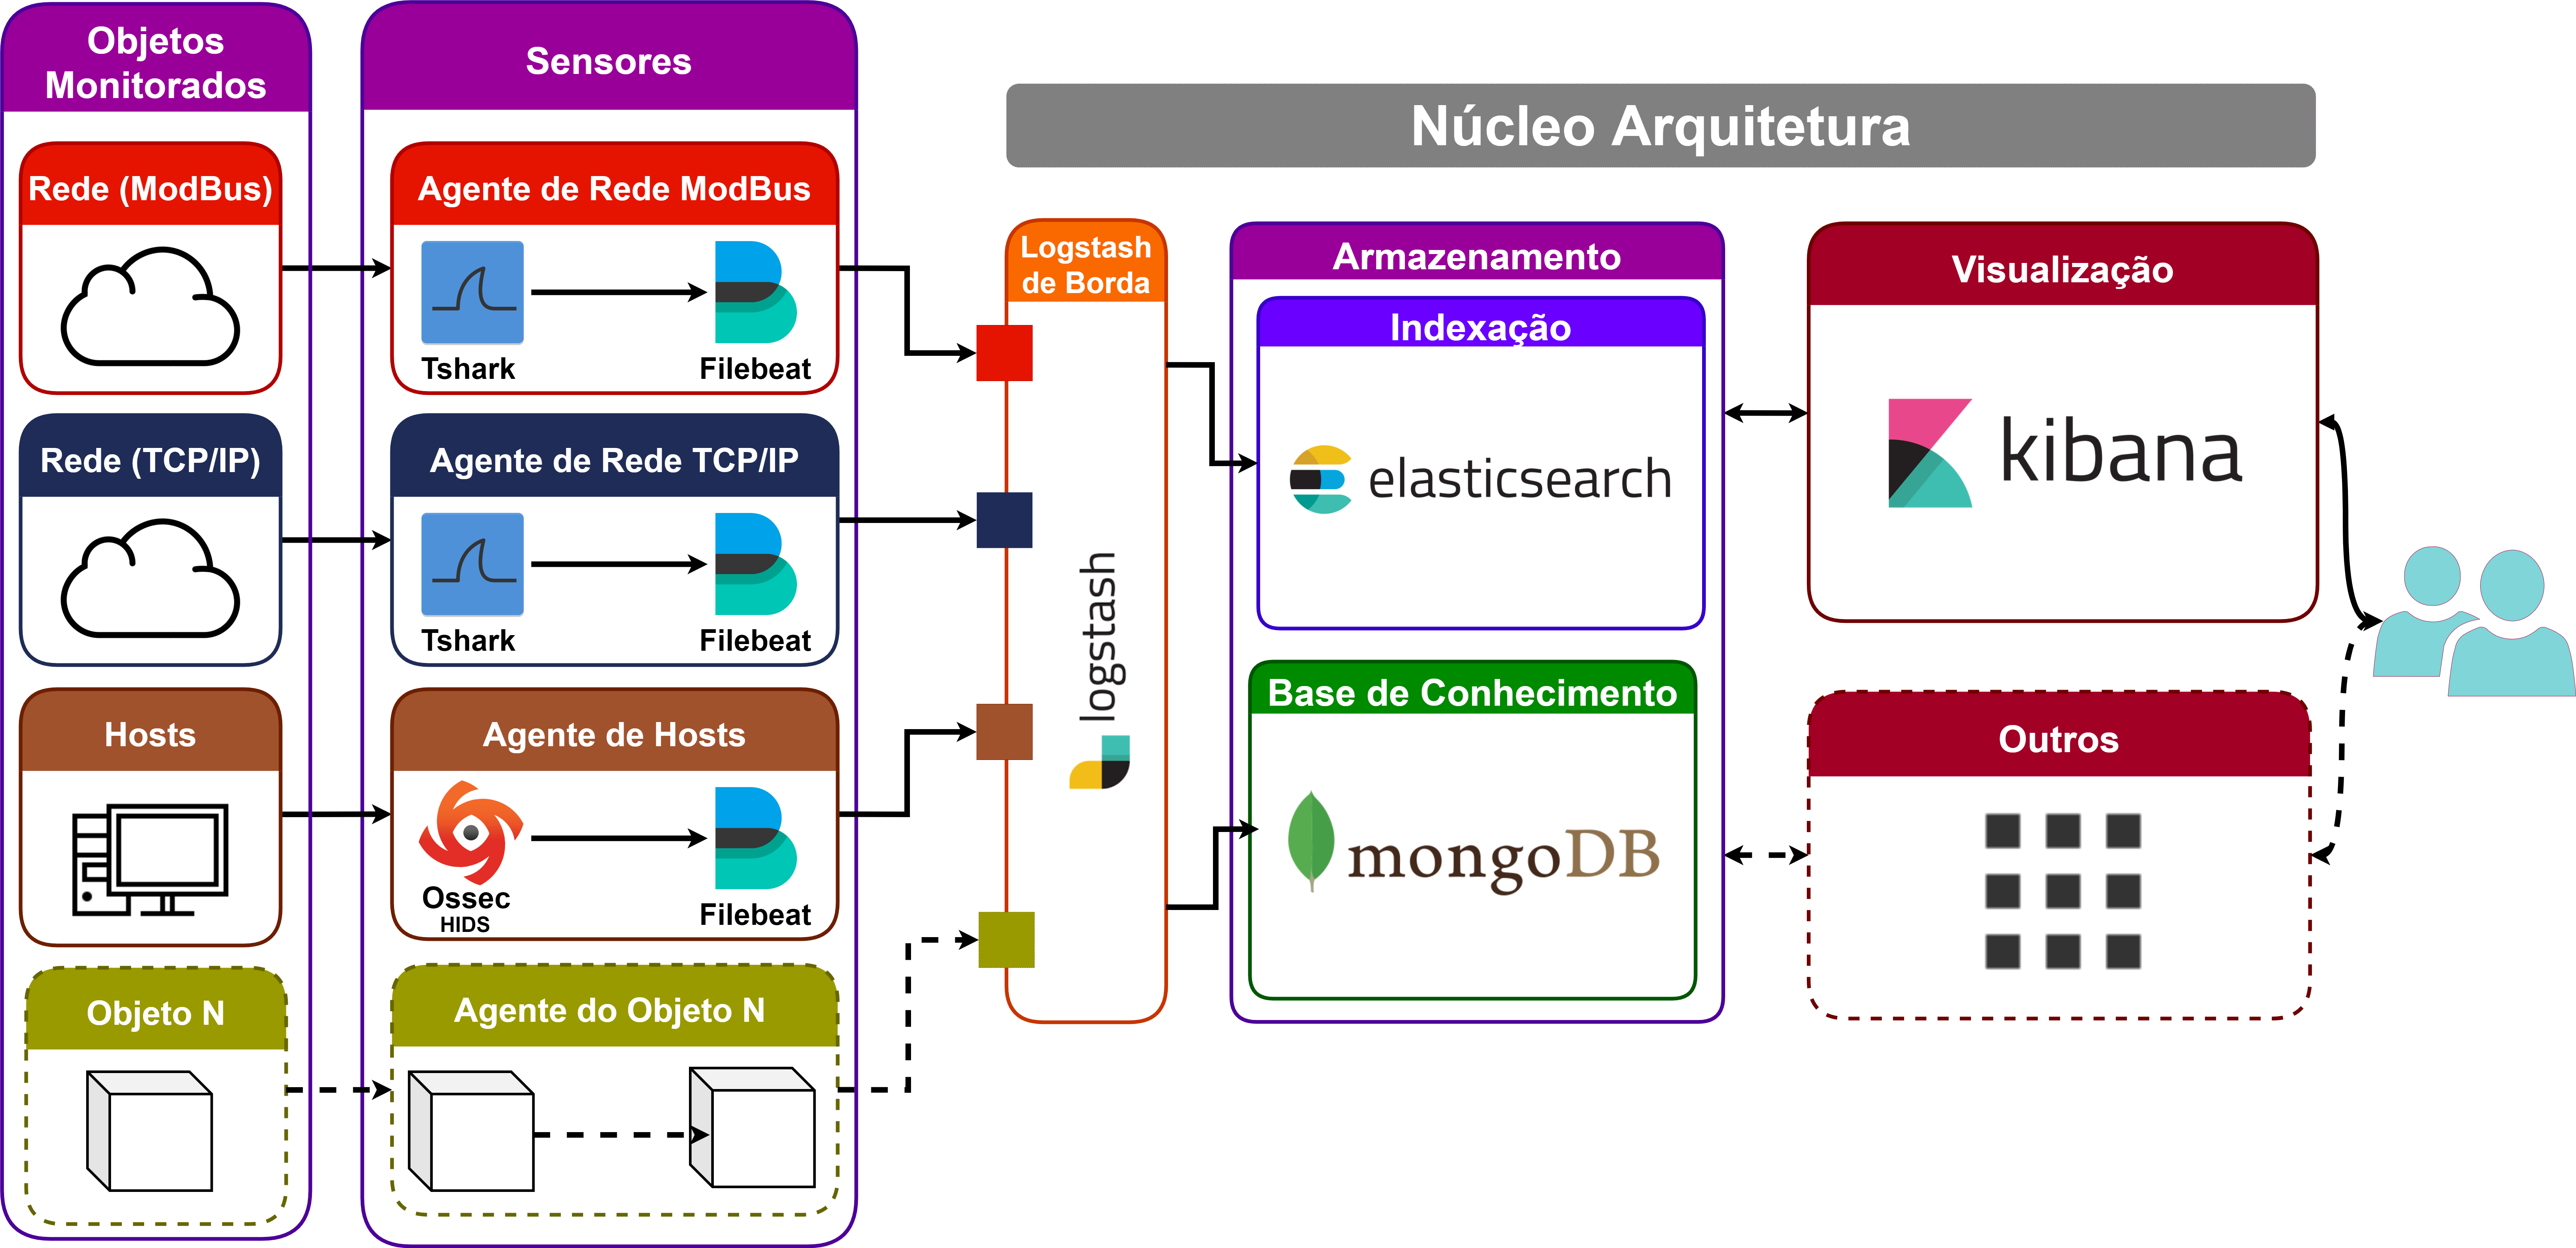 Objetos
Monitorados
Rede (ModBus)
Rede (TCP/IP)
Hosts
Objeto N
Sensores
Agente de Rede ModBus
Tshark
Filebeat
Agente de Rede TCP/IP
Tshark
Filebeat
Agente de Hosts
Ossec
HIDS
Filebeat
Agente do Objeto N
Núcleo Arquitetura
Logstash
de Borda
logstash
Armazenamento
Indexação
elasticsearch
Base de Conhecimento
mongoDB
Visualização
kibana
Outros